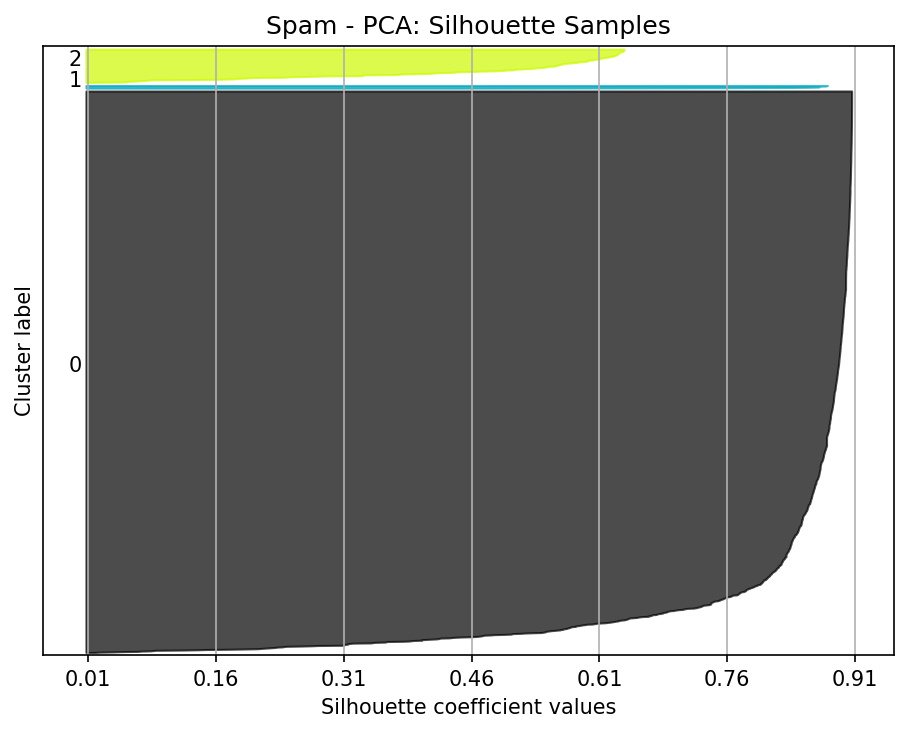 Spam - PCA: Silhouette Samples
2
1
0
Cluster label
0.01 0.16 0.31 0.46 0.61 0.76 0.91
Silhouette coefficient values